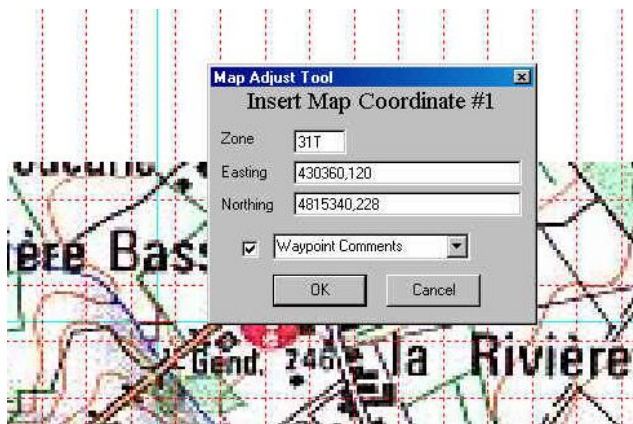 Map Adjust Tool
Insert Map Coordinate #1
Zone 31T
Easting 430360,120
Northing 4815340,228
Waypoint Comments
OK Cancel
ière Bass
Gend. 246 la Rivière